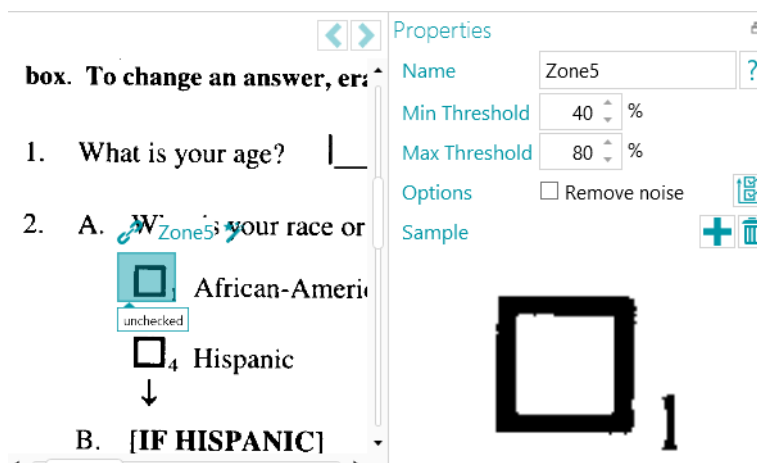 box. To change an answer, era
1. What is your age?
2. A. Zone5 your race or
African-Ameri
1
unchecked
4 Hispanic
B. [IF HISPANIC]
Properties
Name Zone5 ?
Min Threshold 40 %
Max Threshold 80 %
Options Remove noise
Sample
1